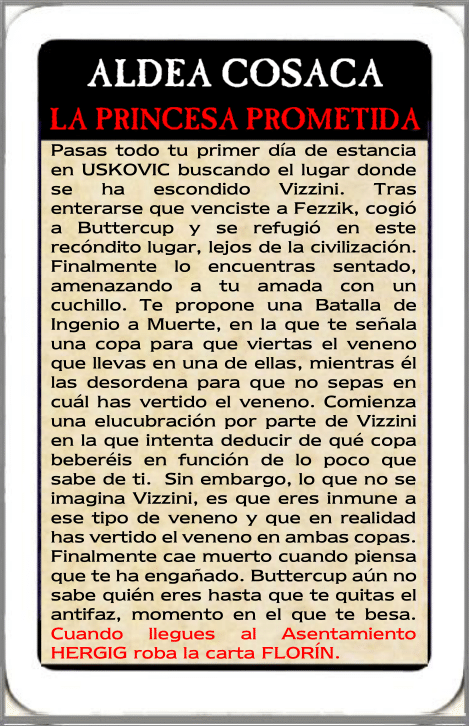 ALDEA COSACA
LA PRINCESA PROMETIDA
Pasas todo tu primer día de estancia
en USKOVIC buscando el lugar donde
se ha escondido Vizzini. Tras
enterarse que venciste a Fezzik, cogió
a Buttercup y se refugió en este
recóndito lugar, lejos de la civilización.
Finalmente lo encuentras sentado,
amenazando a tu amada con un
cuchillo. Te propone una Batalla de
Ingenio a Muerte, en la que te señala
una copa para que viertas el veneno
que llevas en una de ellas, mientras él
las desordena para que no sepas en
cuál has vertido el veneno. Comienza
una elucubración por parte de Vizzini
en la que intenta deducir de qué copa
beberéis en función de lo poco que
sabe de ti. Sin embargo, lo que no se
imagina Vizzini, es que eres inmune a
ese tipo de veneno y que en realidad
has vertido el veneno en ambas copas.
Finalmente cae muerto cuando piensa
que te ha engañado. Buttercup aún no
sabe quién eres hasta que te quitas el
antifaz, momento en el que te besa.
Cuando llegues al Asentamiento
HERGIG roba la carta FLORÍN.